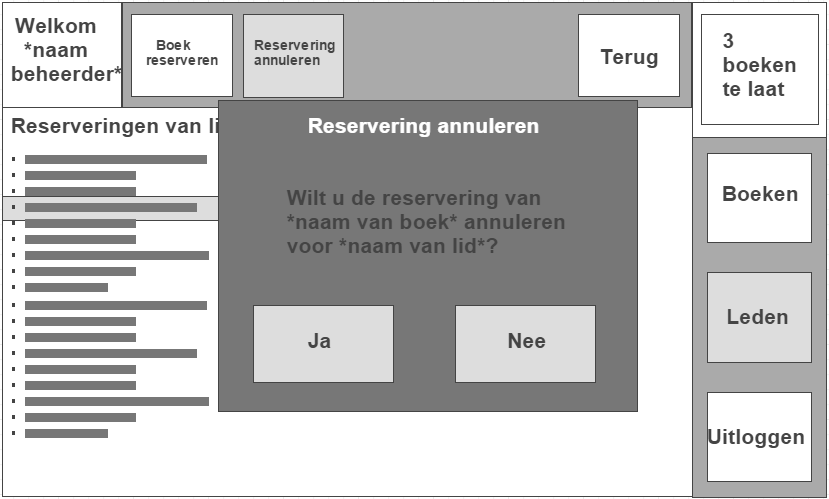 Welkom
*naam
beheerder*
Boek
reserveren
Reservering
annuleren
Terug
3
boeken
te laat
Reserveringen van li
Reservering annuleren
Wilt u de reservering van
*naam van boek* annuleren
voor *naam van lid*?
Ja
Nee
Boeken
Leden
Uitloggen